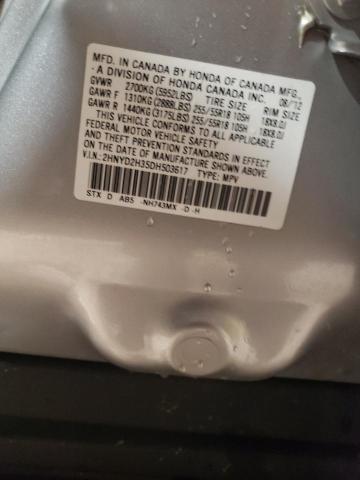 MFD. IN CANADA BY HONDA OF CANADA MFG.,
- A DIVISION OF HONDA CANADA INC. 08/12
GVWR 2700KG (5952LBS) TIRE SIZE RIM SIZE
GAWR F 1310KG (2888LBS) 255/55R18 105H 18X8.0J
GAWR R 1440KG (3175LBS) 255/55R18 105H 18X8.0J
THIS VEHICLE CONFORMS TO ALL APPLICABLE
FEDERAL MOTOR VEHICLE SAFETY
AND THEFT PREVENTION STANDARDS IN EFFECT
ON THE DATE OF MANUFACTURE SHOWN ABOVE.
V.I.N.: 2HNYD2H35DH503617 TYPE: MPV
STX D AB5 -NH743MX -D -H